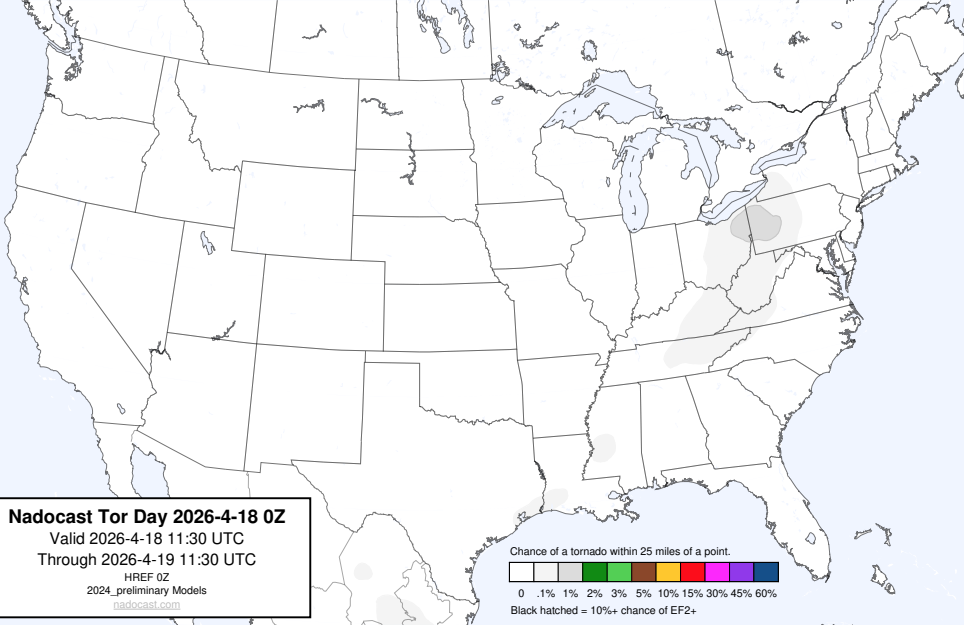 Nadocast Tor Day 2026-4-18 0Z
Valid 2026-4-18 11:30 UTC
Through 2026-4-19 11:30 UTC
HREF 0Z
2024_preliminary Models
nadocast.com
Chance of a tornado within 25 miles of a point.
0 .1% 1% 2% 3% 5% 10% 15% 30% 45% 60%
Black hatched = 10%+ chance of EF2+